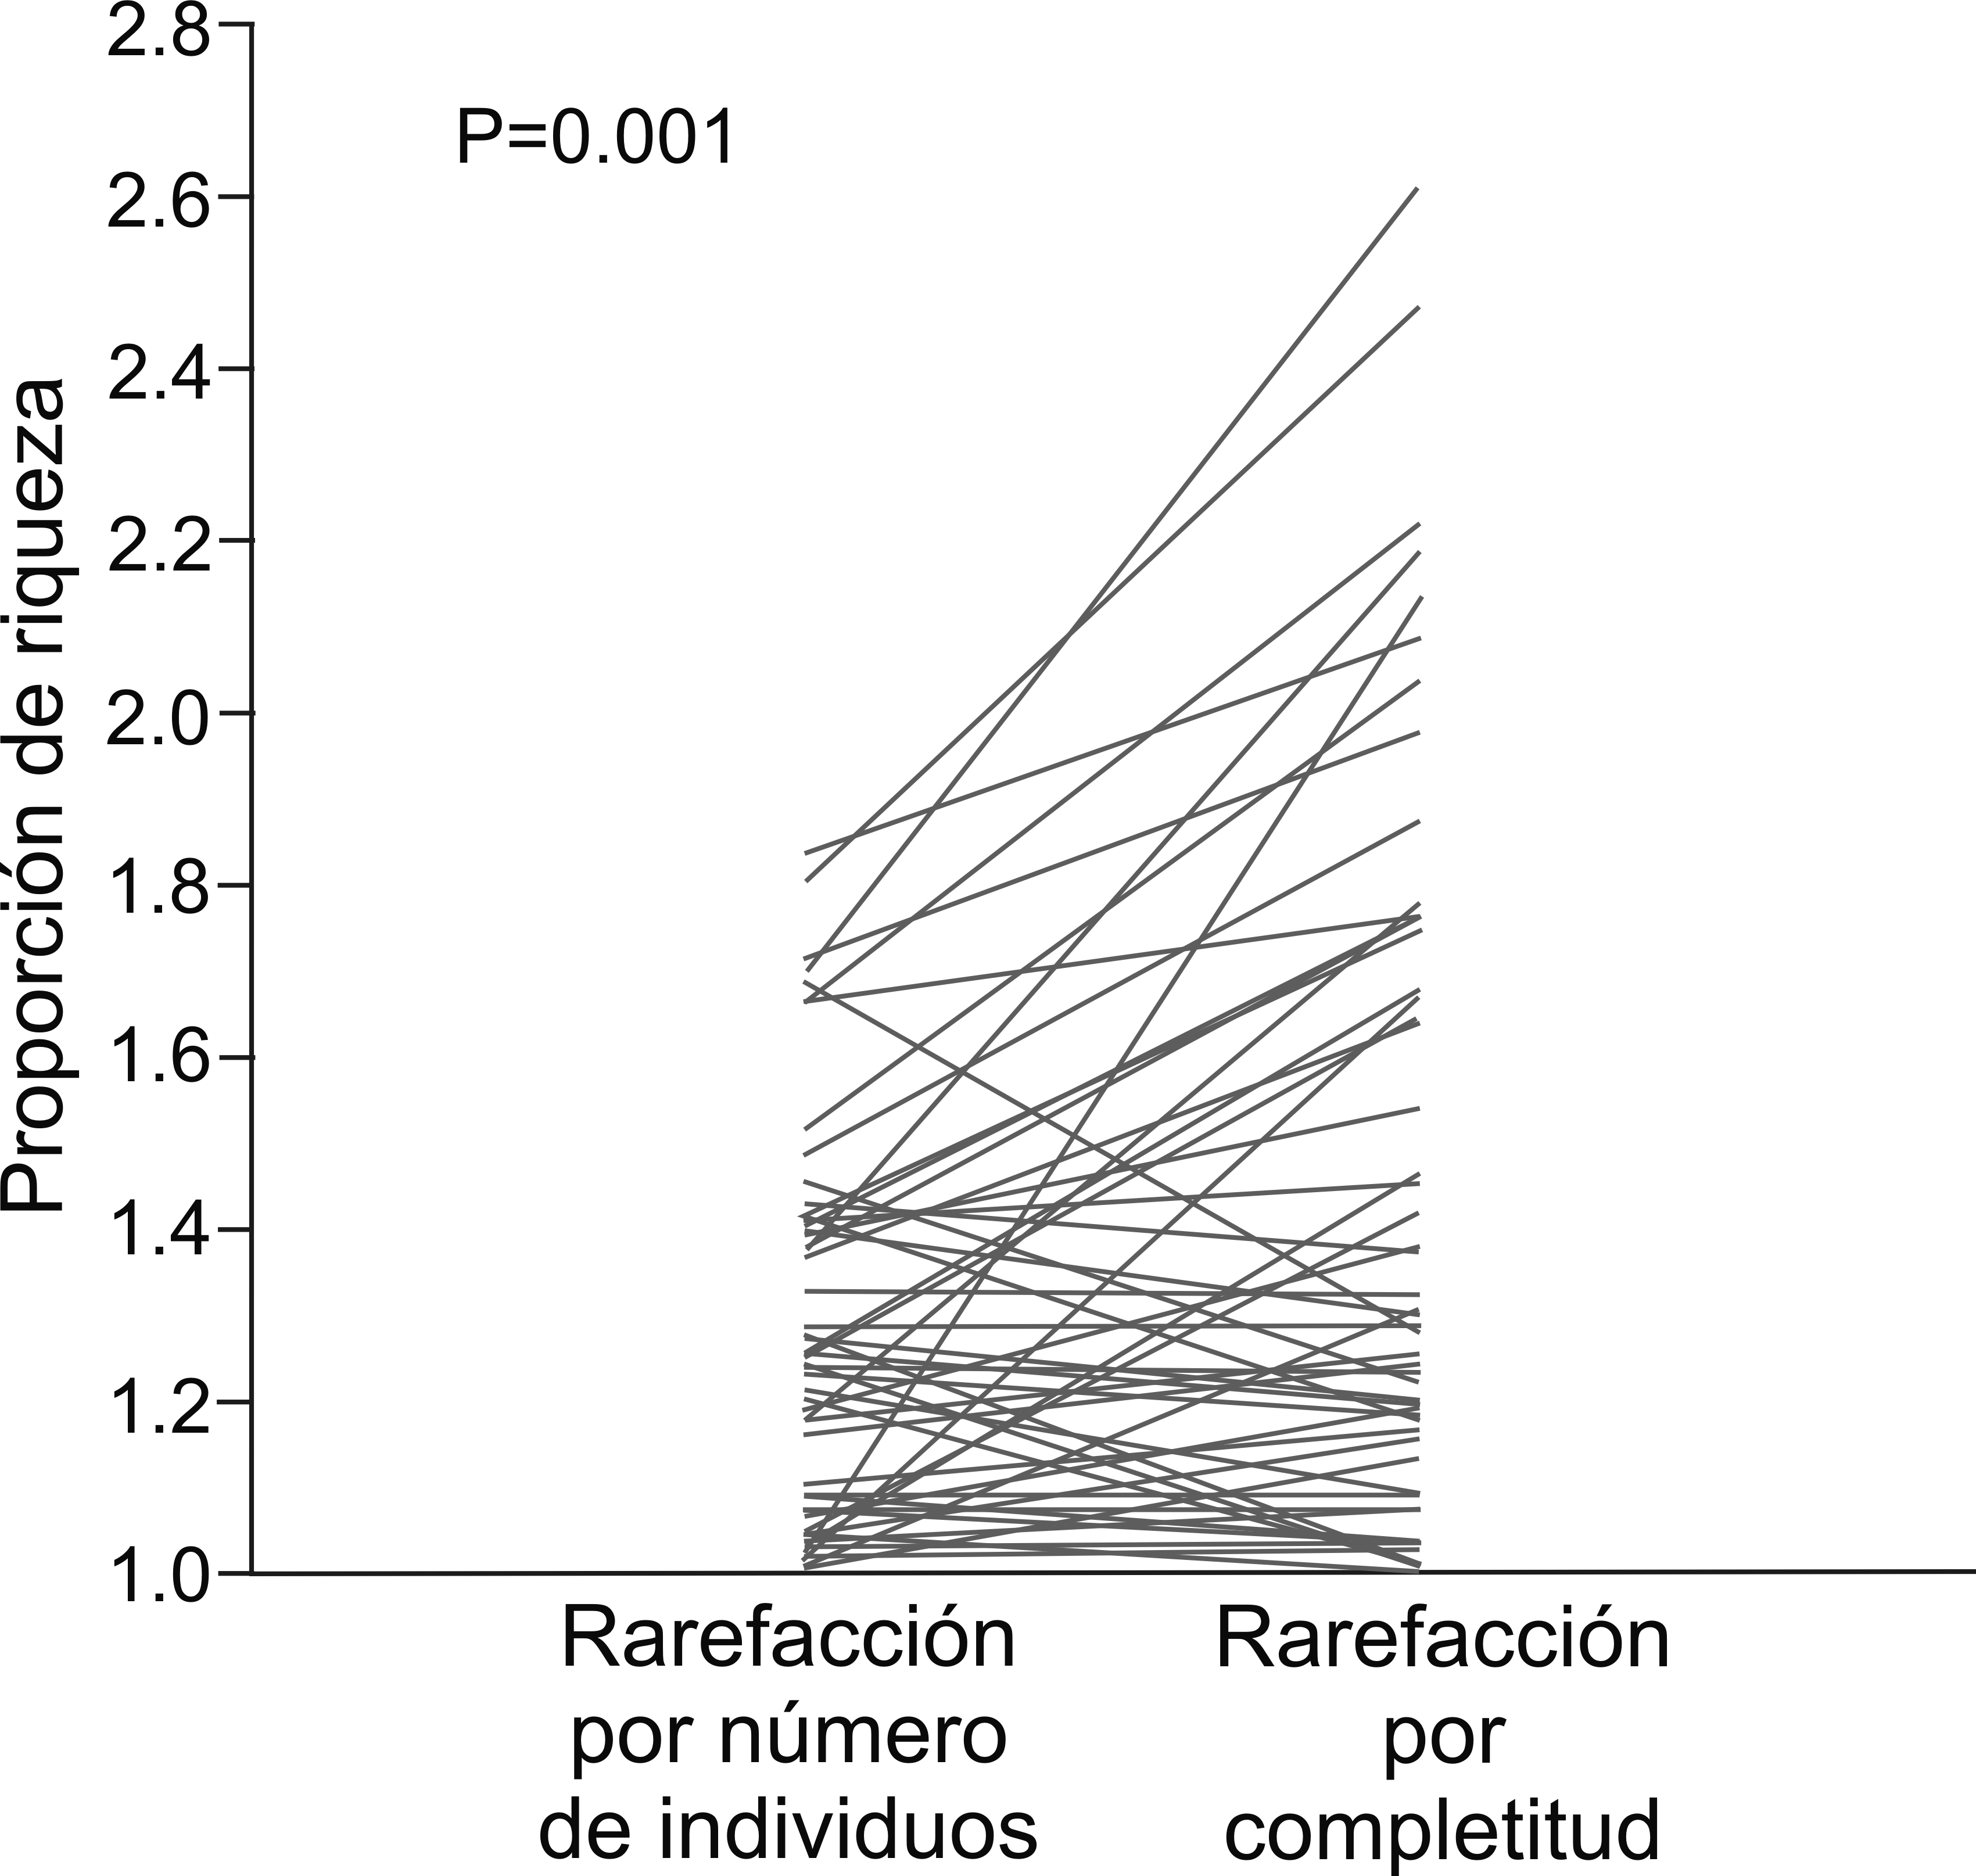 Proporción de riqueza
2.8
2.6
2.4
2.2
2.0
1.8
1.6
1.4
1.2
1.0
P=0.001
Rarefacción
por número
de individuos
Rarefacción
por
completitud